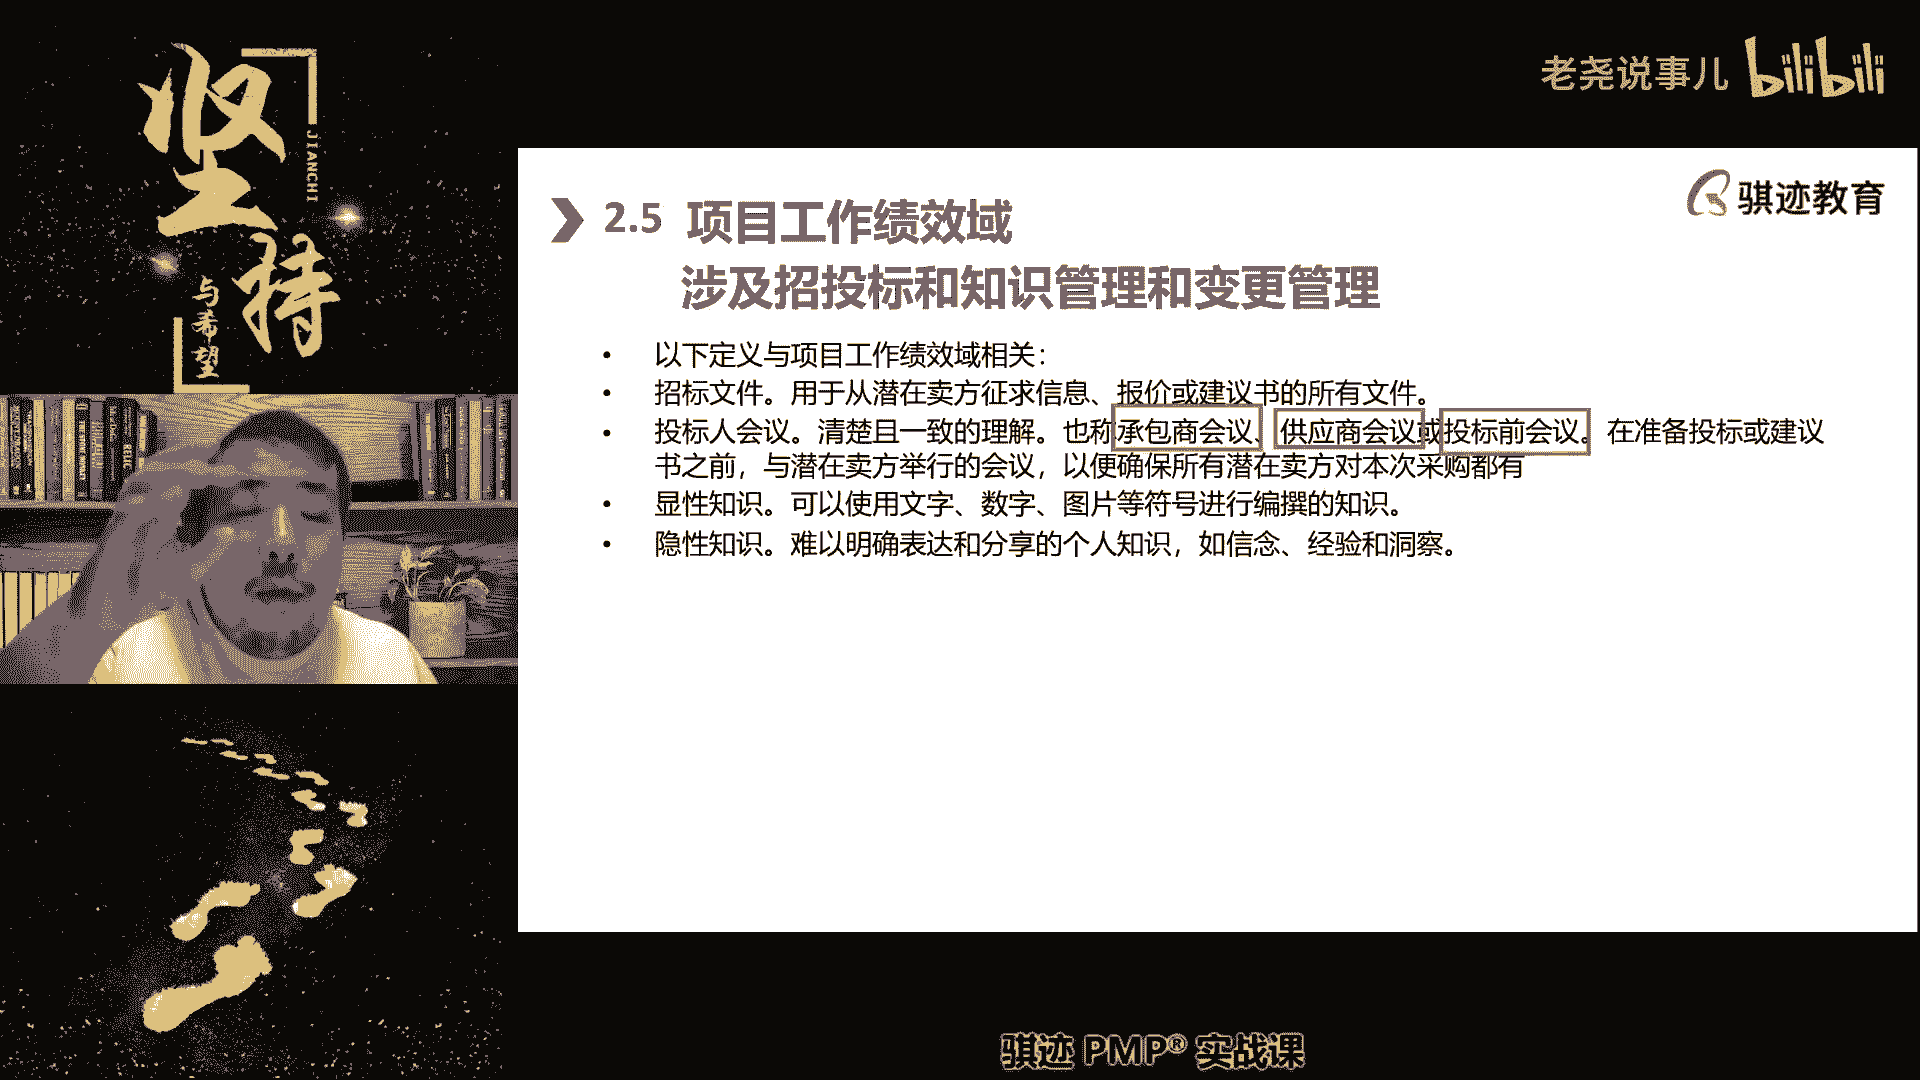 坚持
JIANCHI
与希望
老尧说事儿 bilibili
骐迹教育
2.5 项目工作绩效域
涉及招投标和知识管理和变更管理
• 以下定义与项目工作绩效域相关：
• 招标文件。用于从潜在卖方征求信息、报价或建议书的所有文件。
• 投标人会议。清楚且一致的理解。也称承包商会议、供应商会议或投标前会议。在准备投标或建议
书之前，与潜在卖方举行的会议，以便确保所有潜在卖方对本次采购都有
• 显性知识。可以使用文字、数字、图片等符号进行编撰的知识。
• 隐性知识。难以明确表达和分享的个人知识，如信念、经验和洞察。
骐迹 PMP® 实战课